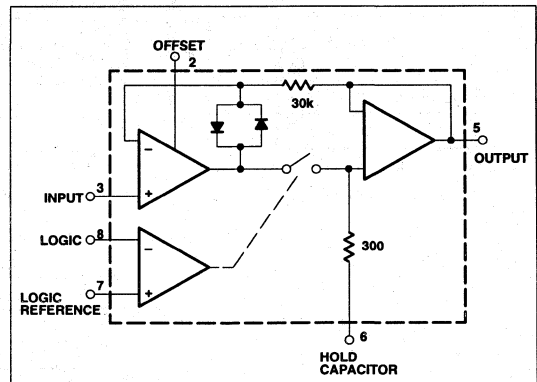 OFFSET
2
30k
5
OUTPUT
−
3
INPUT
+
8
LOGIC
−
300
7
LOGIC
REFERENCE
+
6
HOLD
CAPACITOR